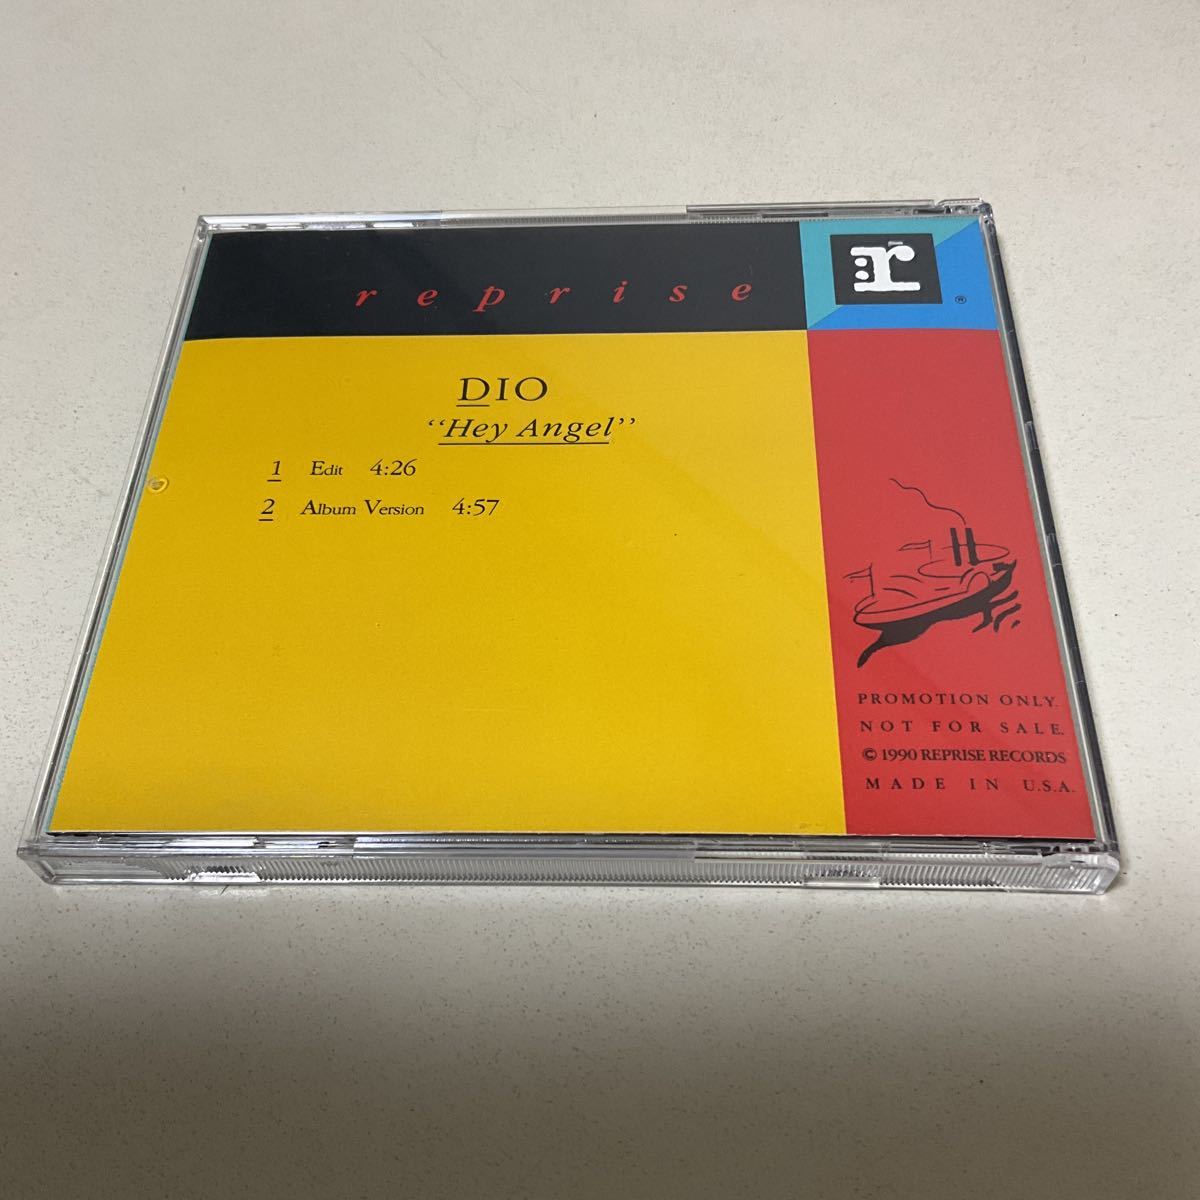 reprise
r
®
DIO
“Hey Angel”
1 Edit 4:26
2 Album Version 4:57
PROMOTION ONLY.
NOT FOR SALE.
© 1990 REPRISE RECORDS
MADE IN U.S.A.